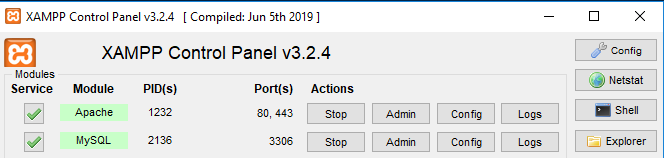 XAMPP Control Panel v3.2.4 [ Compiled: Jun 5th 2019 ]
XAMPP Control Panel v3.2.4
Config
Modules
Service Module PID(s) Port(s) Actions
Netstat
Apache 1232 80, 443 Stop Admin Config Logs
Shell
MySQL 2136 3306 Stop Admin Config Logs
Explorer